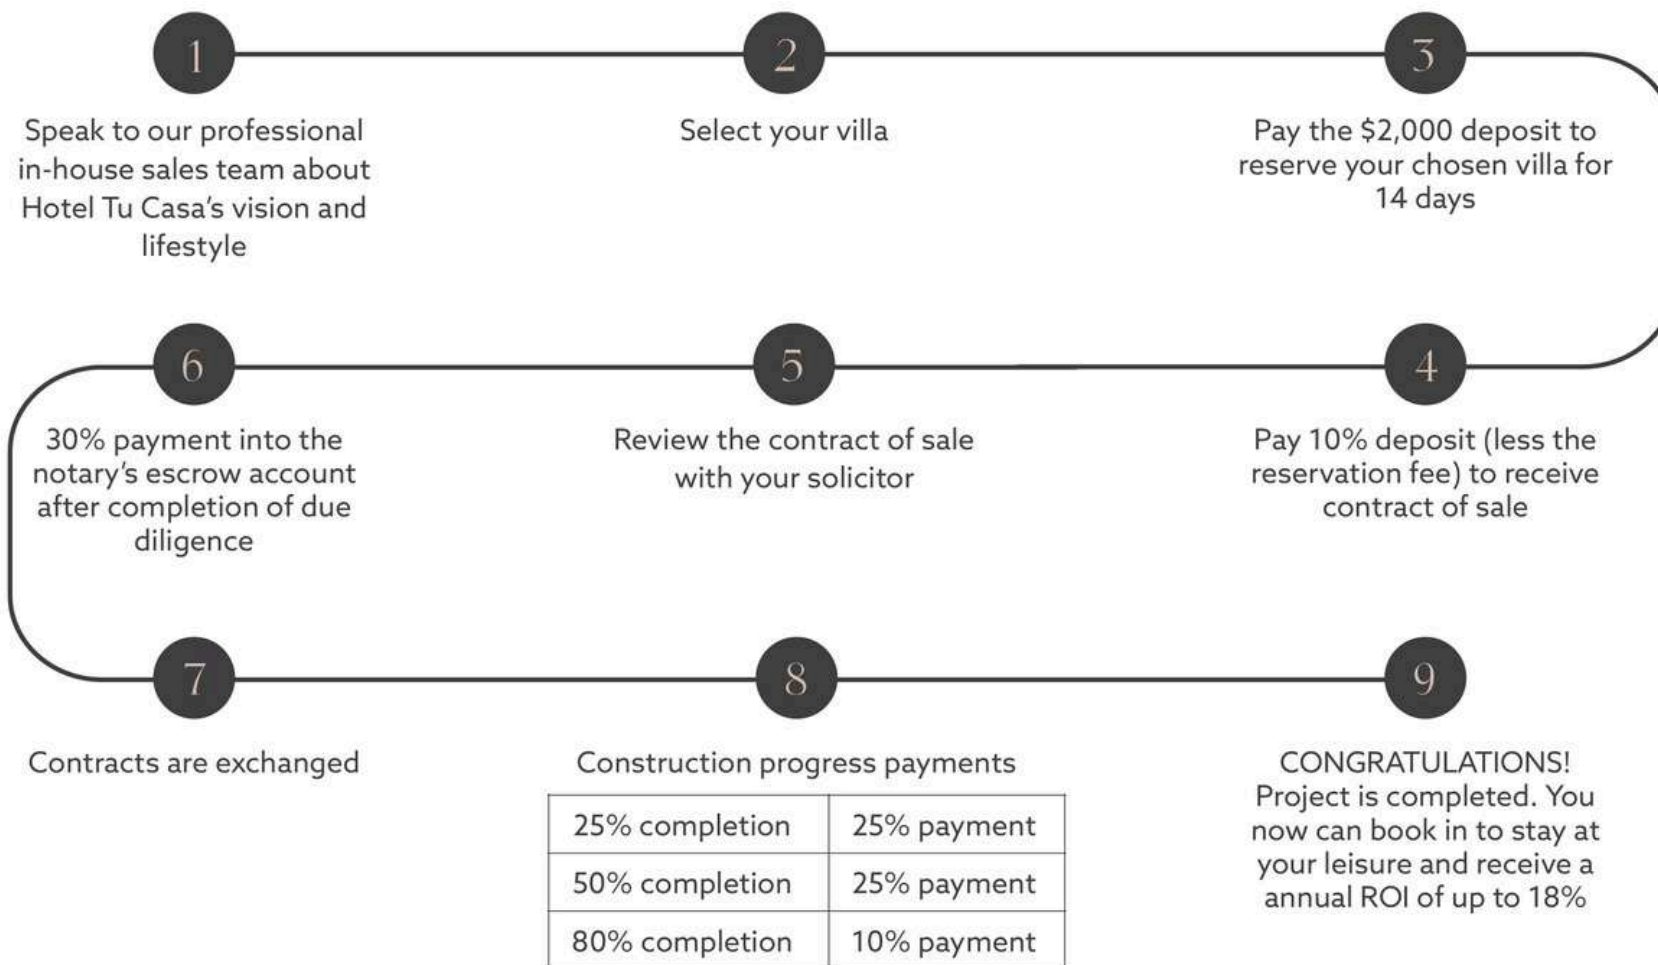 1
Speak to our professional
in-house sales team about
Hotel Tu Casa's vision and
lifestyle
2
Select your villa
3
Pay the $2,000 deposit to
reserve your chosen villa for
14 days
4
Pay 10% deposit (less the
reservation fee) to receive
contract of sale
5
Review the contract of sale
with your solicitor
6
30% payment into the
notary's escrow account
after completion of due
diligence
7
Contracts are exchanged
8
Construction progress payments
25% completion 25% payment
50% completion 25% payment
80% completion 10% payment
9
CONGRATULATIONS!
Project is completed. You
now can book in to stay at
your leisure and receive a
annual ROI of up to 18%